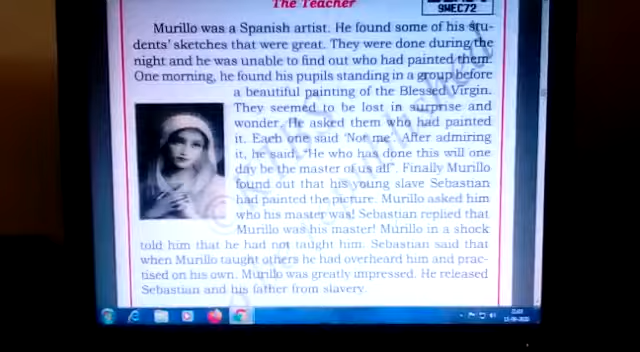 The Teacher
9MEC72
Murillo was a Spanish artist. He found some of his stu-
dents' sketches that were great. They were done during the
night and he was unable to find out who had painted them.
One morning, he found his pupils standing in a group before
a beautiful painting of the Blessed Virgin.
They seemed to be lost in surprise and
wonder. He asked them who had painted
it. Each one said 'Not me'. After admiring
it, he said, "He who has done this will one
day be the master of us all". Finally Murillo
found out that his young slave Sebastian
had painted the picture. Murillo asked him
who his master was! Sebastian replied that
Murillo was his master! Murillo in a shock
told him that he had not taught him. Sebastian said that
when Murillo taught others he had overheard him and prac-
tised on his own. Murillo was greatly impressed. He released
Sebastian and his father from slavery.